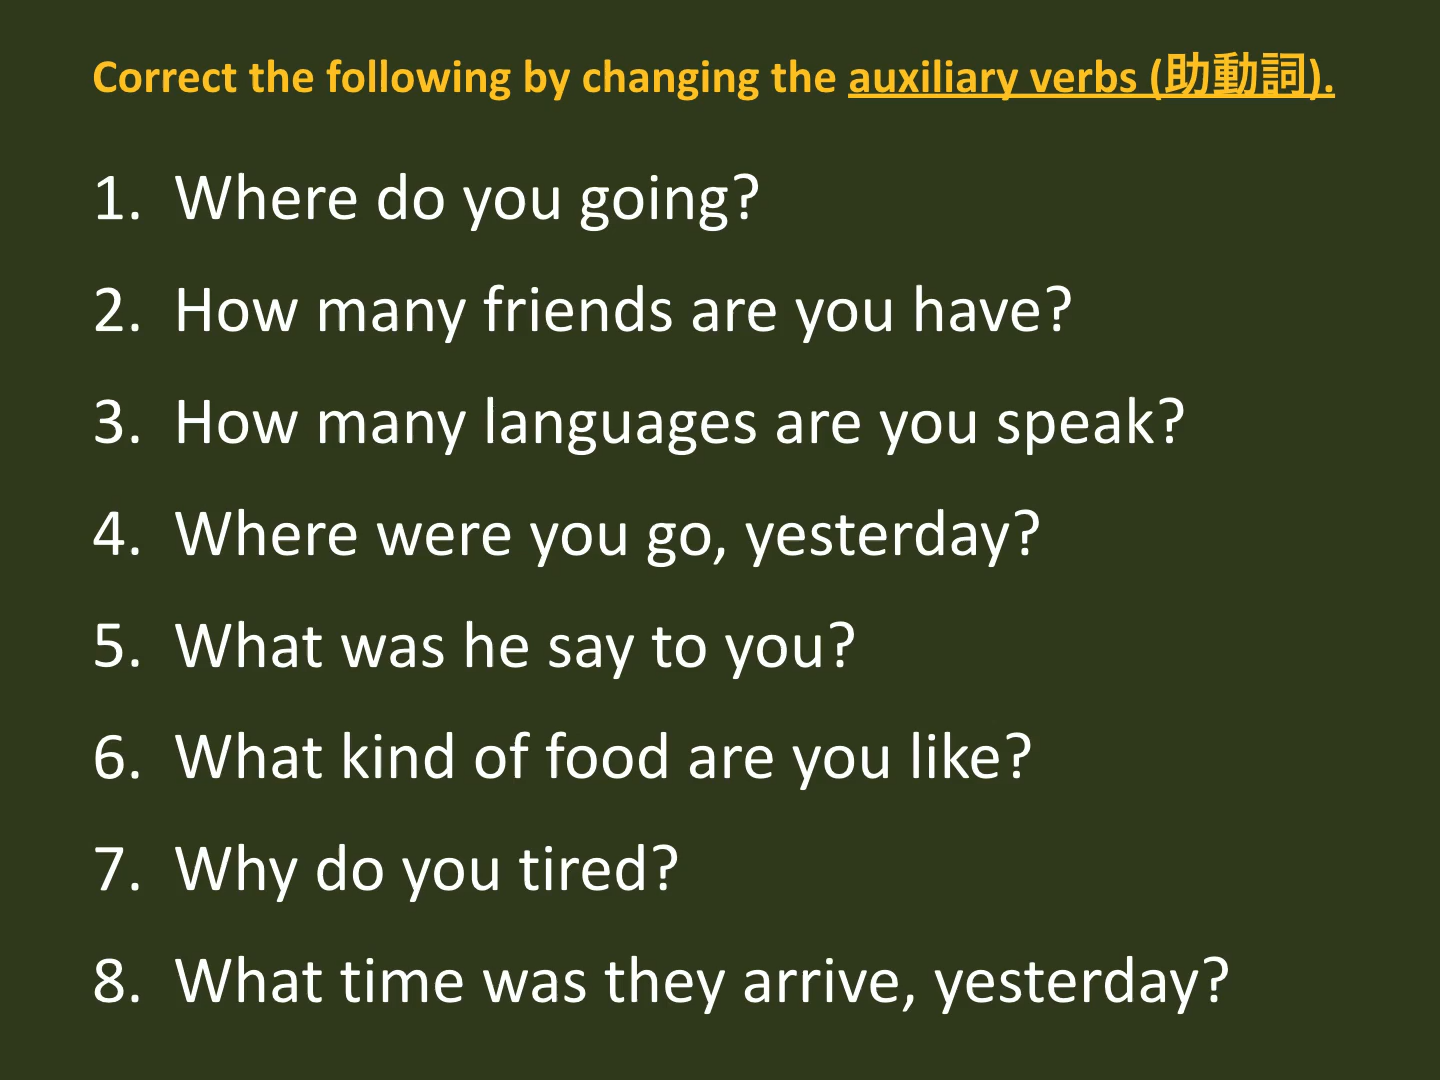 Correct the following by changing the auxiliary verbs (助動詞).
1. Where do you going?
2. How many friends are you have?
3. How many languages are you speak?
4. Where were you go, yesterday?
5. What was he say to you?
6. What kind of food are you like?
7. Why do you tired?
8. What time was they arrive, yesterday?